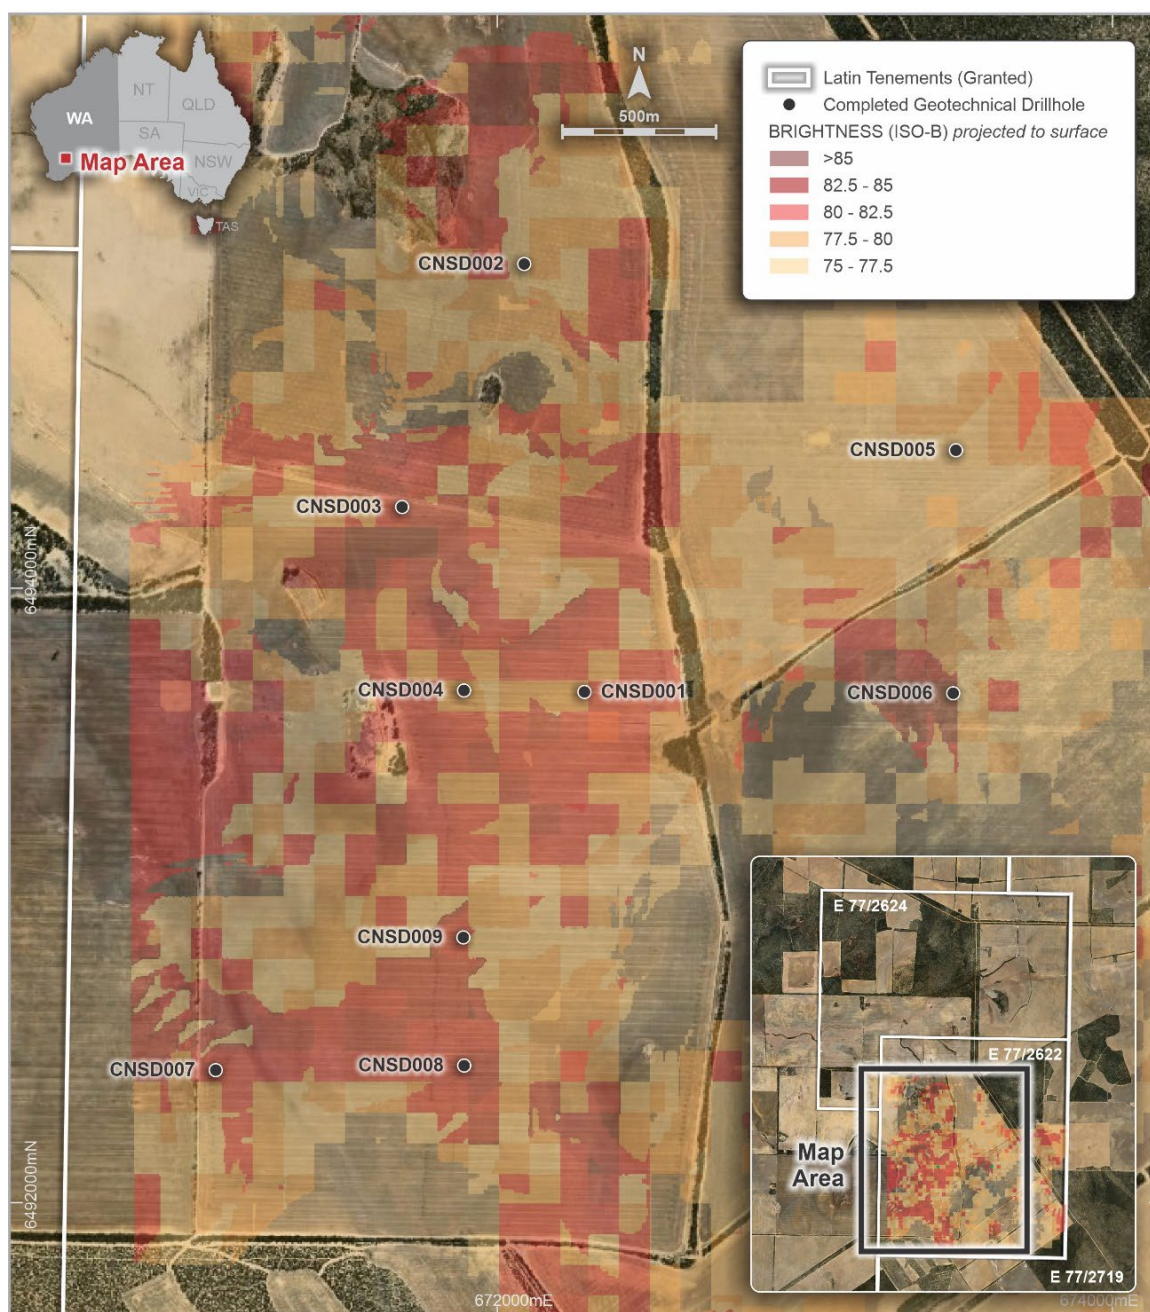 NT
QLD
WA
SA
NSW
VIC
TAS
Map Area
N
500m
Latin Tenements (Granted)
Completed Geotechnical Drillhole
BRIGHTNESS (ISO-B) projected to surface
>85
82.5 - 85
80 - 82.5
77.5 - 80
75 - 77.5
CNSD002
CNSD005
CNSD003
6494000mN
CNSD004
CNSD001
CNSD006
CNSD009
CNSD007
CNSD008
6492000mN
672000mE
674000mE
E 77/2624
E 77/2622
Map
Area
E 77/2719